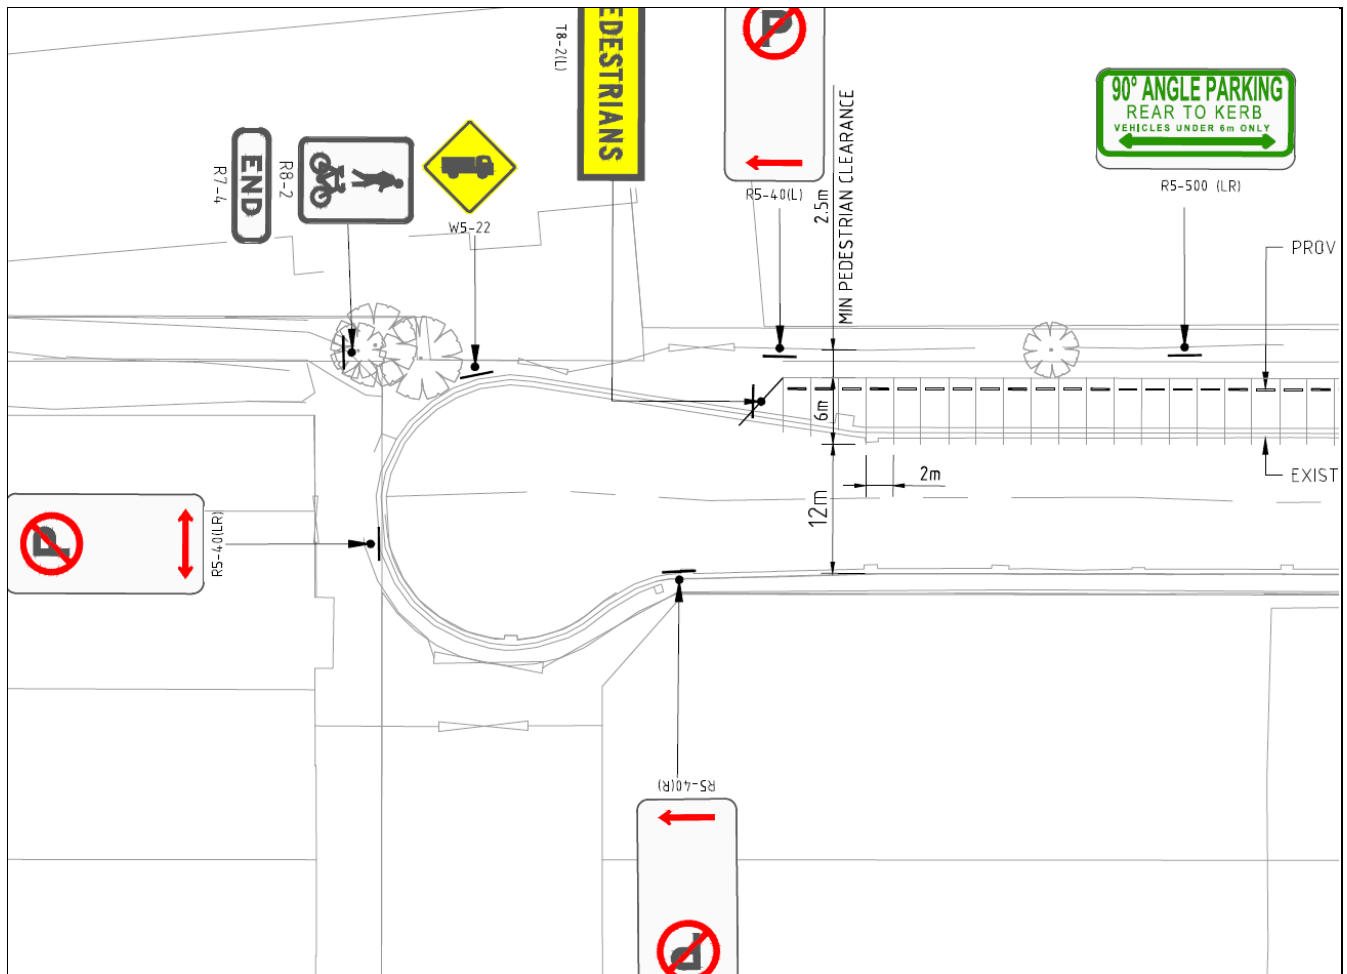 EDESTRIANS
T8-2(L)
P
R5-40(L)
2.5m
MIN PEDESTRIAN CLEARANCE
90° ANGLE PARKING
REAR TO KERB
VEHICLES UNDER 6m ONLY
R5-500 (LR)
END
R7-4
R8-2
W5-22
PROV
6m
2m
EXIST
12m
P
R5-40(LR)
R5-40(R)
P